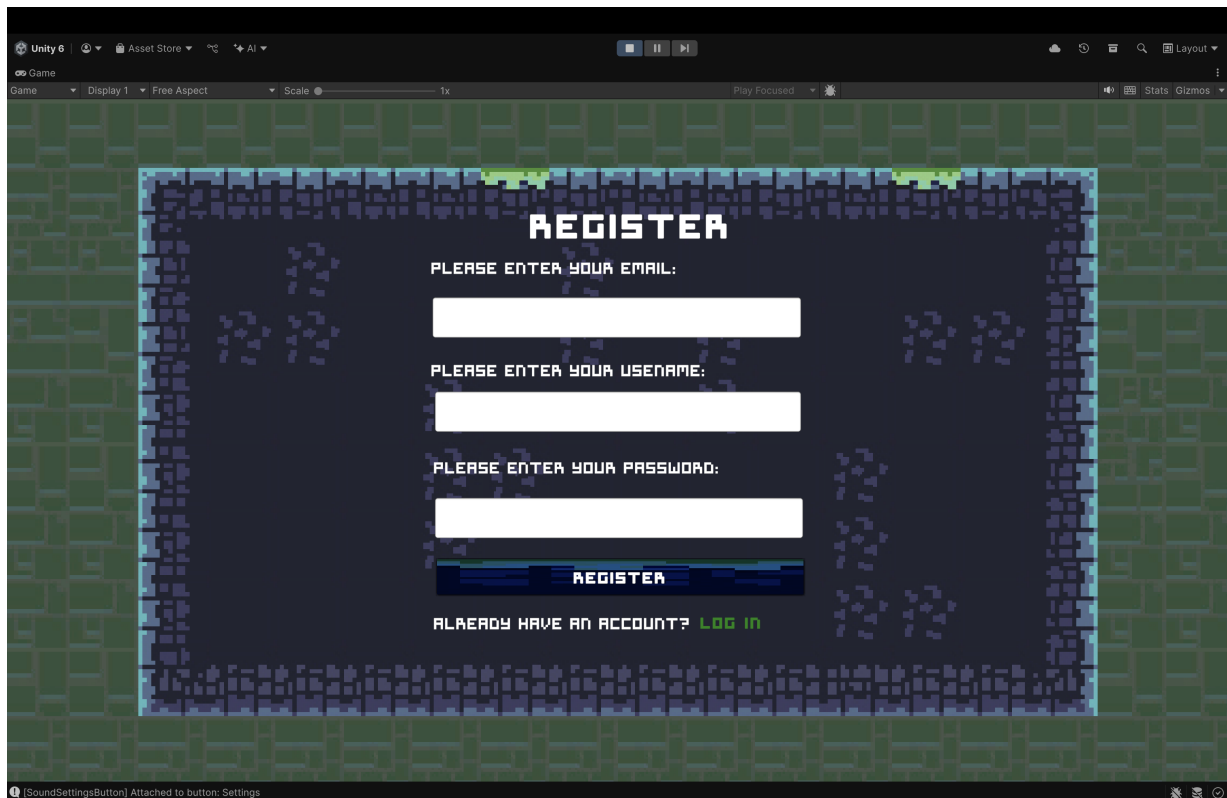 Unity 6 Asset Store AI Layout
Game
Game Display 1 Free Aspect Scale 1x Play Focused Stats Gizmos
REGISTER
PLEASE ENTER YOUR EMAIL:
PLEASE ENTER YOUR USENAME:
PLEASE ENTER YOUR PASSWORD:
REGISTER
ALREADY HAVE AN ACCOUNT? LOG IN
[SoundSettingsButton] Attached to button: Settings